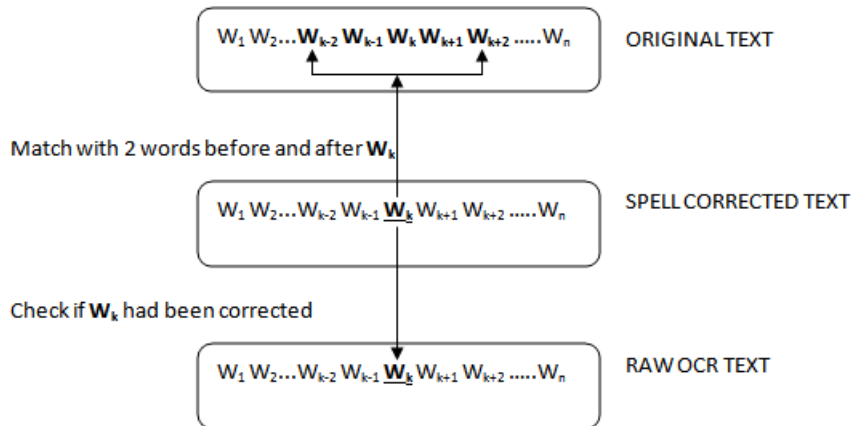 W₁ W₂...Wₖ₋₂ Wₖ₋₁ Wₖ Wₖ₊₁ Wₖ₊₂ .....Wₙ
ORIGINAL TEXT
Match with 2 words before and after Wₖ
W₁ W₂...Wₖ₋₂ Wₖ₋₁ Wₖ Wₖ₊₁ Wₖ₊₂ .....Wₙ
SPELL CORRECTED TEXT
Check if Wₖ had been corrected
W₁ W₂...Wₖ₋₂ Wₖ₋₁ Wₖ Wₖ₊₁ Wₖ₊₂ .....Wₙ
RAW OCR TEXT